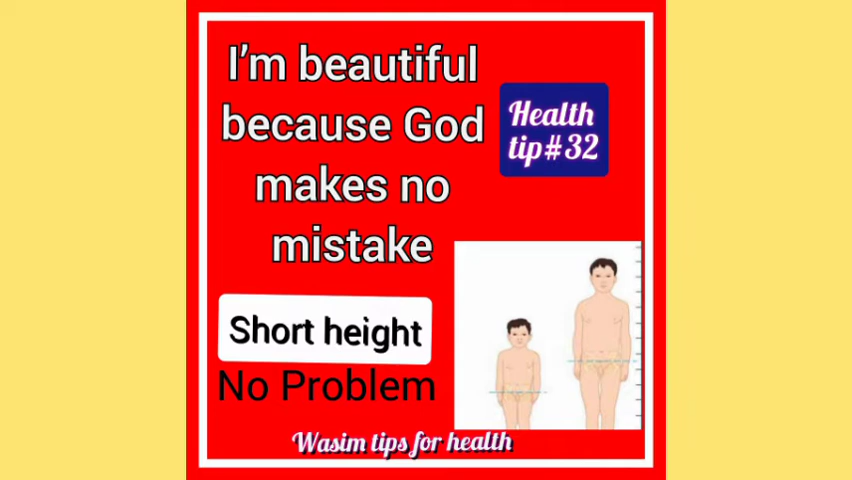 I'm beautiful
because God
makes no
mistake
Health
tip#32
Short height
No Problem
Wasim tips for health